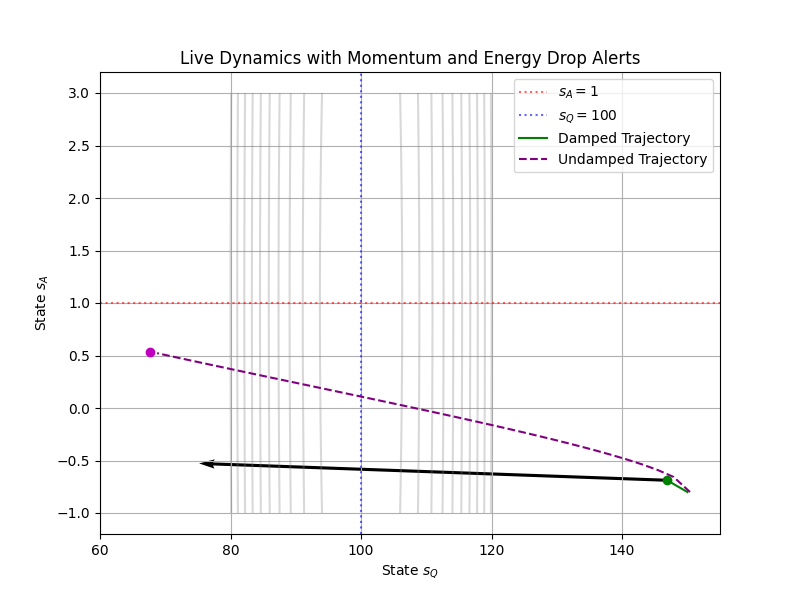 Live Dynamics with Momentum and Energy Drop Alerts
3.0
2.5
2.0
1.5
1.0
0.5
0.0
−0.5
−1.0
State s_A
s_A = 1
s_Q = 100
Damped Trajectory
Undamped Trajectory
60 80 100 120 140
State s_Q